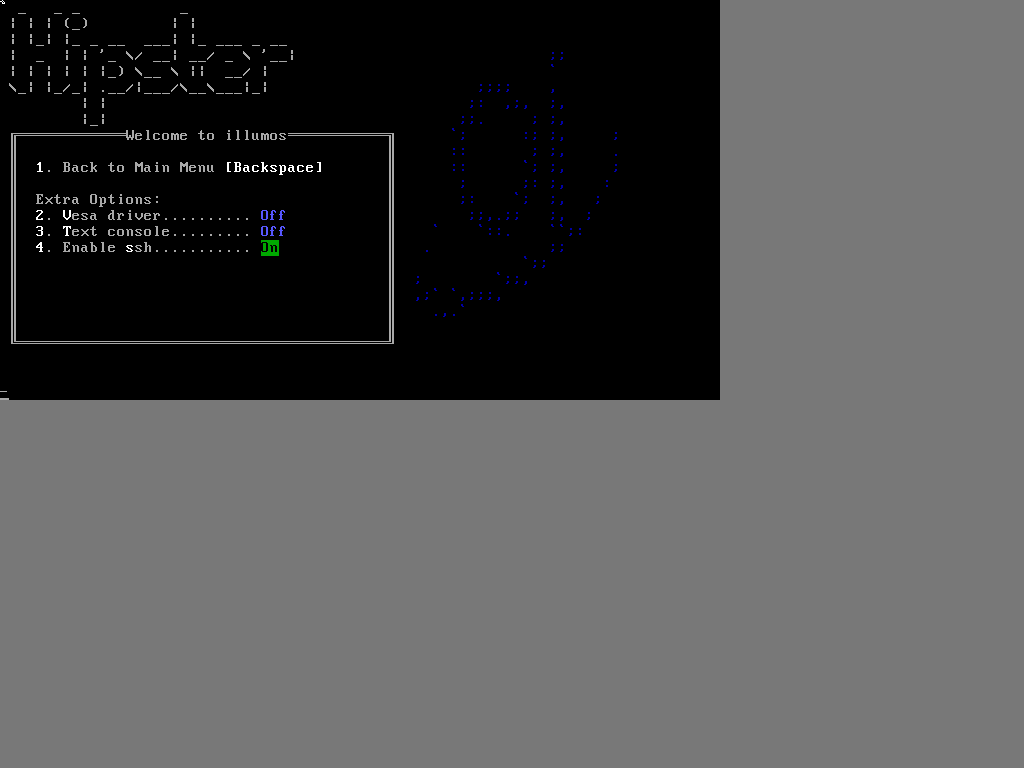 Hipster
Welcome to illumos
1. Back to Main Menu [Backspace]
Extra Options:
2. Vesa driver.......... Off
3. Text console......... Off
4. Enable ssh........... On